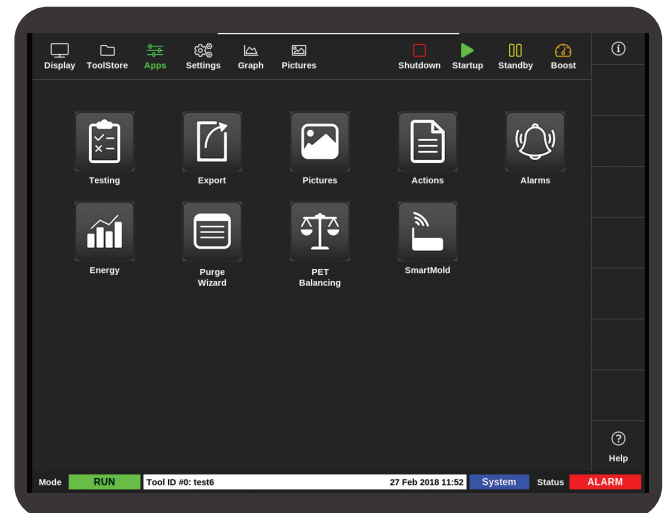 Display ToolStore Apps Settings Graph Pictures Shutdown Startup Standby Boost
Testing Export Pictures Actions Alarms
Energy Purge Wizard PET Balancing SmartMold
Help
Mode RUN Tool ID #0: test6 27 Feb 2018 11:52 System Status ALARM